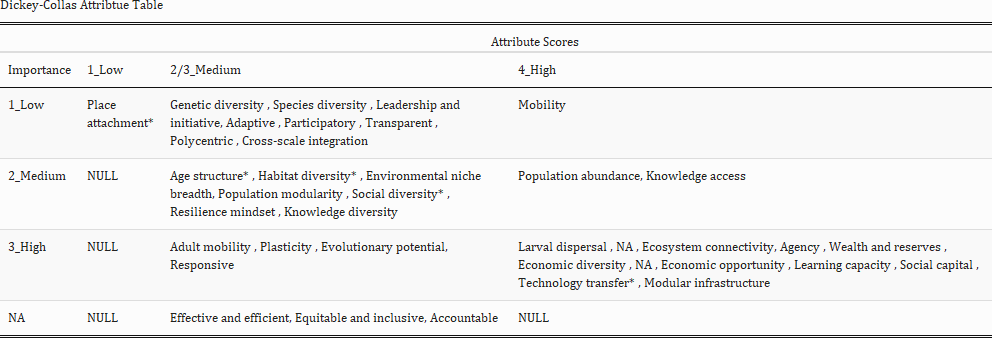 Dickey-Collas Attribtue Table
Attribute Scores
Importance 1_Low 2/3_Medium 4_High
1_Low Place Genetic diversity , Species diversity , Leadership and Mobility
attachment* initiative, Adaptive , Participatory , Transparent ,
Polycentric , Cross-scale integration
2_Medium NULL Age structure* , Habitat diversity* , Environmental niche Population abundance, Knowledge access
breadth, Population modularity , Social diversity* ,
Resilience mindset , Knowledge diversity
3_High NULL Adult mobility , Plasticity , Evolutionary potential, Larval dispersal , NA , Ecosystem connectivity, Agency , Wealth and reserves ,
Responsive Economic diversity , NA , Economic opportunity , Learning capacity , Social capital ,
Technology transfer* , Modular infrastructure
NA NULL Effective and efficient, Equitable and inclusive, Accountable NULL